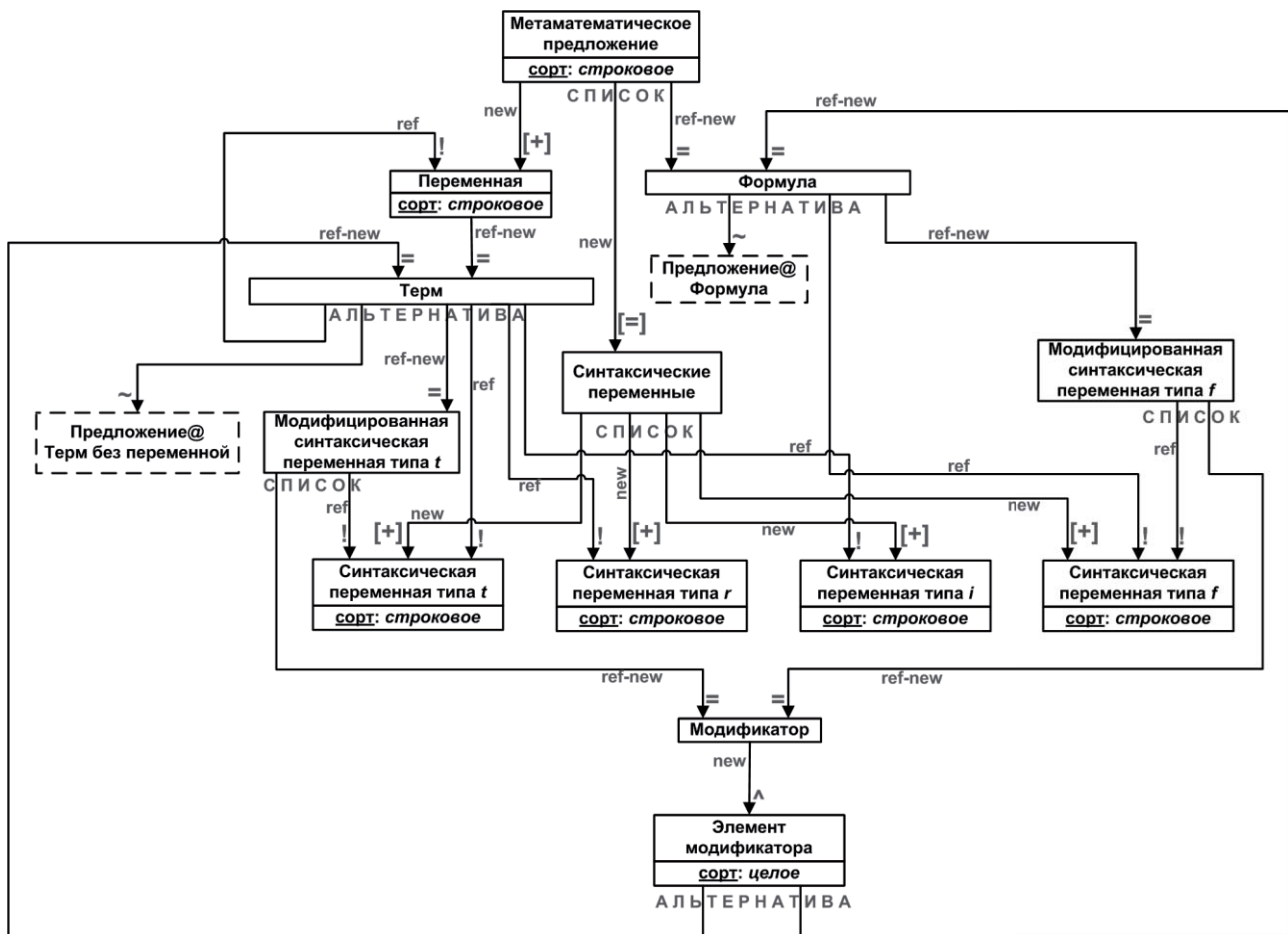 Метаматематическое
предложение
сорт: строковое
СПИСОК
new
ref-new
ref-new
ref
!
[+]
=
=
Переменная
сорт: строковое
Формула
АЛЬТЕРНАТИВА
ref-new
ref-new
new
ref-new
=
=
~
Предложение@
Формула
Терм
АЛЬТЕРНАТИВА
[=]
=
ref-new
ref
~
=
Синтаксические
переменные
СПИСОК
Модифицированная
синтаксическая
переменная типа f
СПИСОК
Предложение@
Терм без переменной
Модифицированная
синтаксическая
переменная типа t
СПИСОК
ref
ref
ref
ref
new
ref
new
new
new
!
[+]
!
!
[+]
!
[+]
[+]
!
!
Синтаксическая
переменная типа t
сорт: строковое
Синтаксическая
переменная типа r
сорт: строковое
Синтаксическая
переменная типа i
сорт: строковое
Синтаксическая
переменная типа f
сорт: строковое
ref-new
ref-new
=
=
Модификатор
new
^
Элемент
модификатора
сорт: целое
АЛЬТЕРНАТИВА